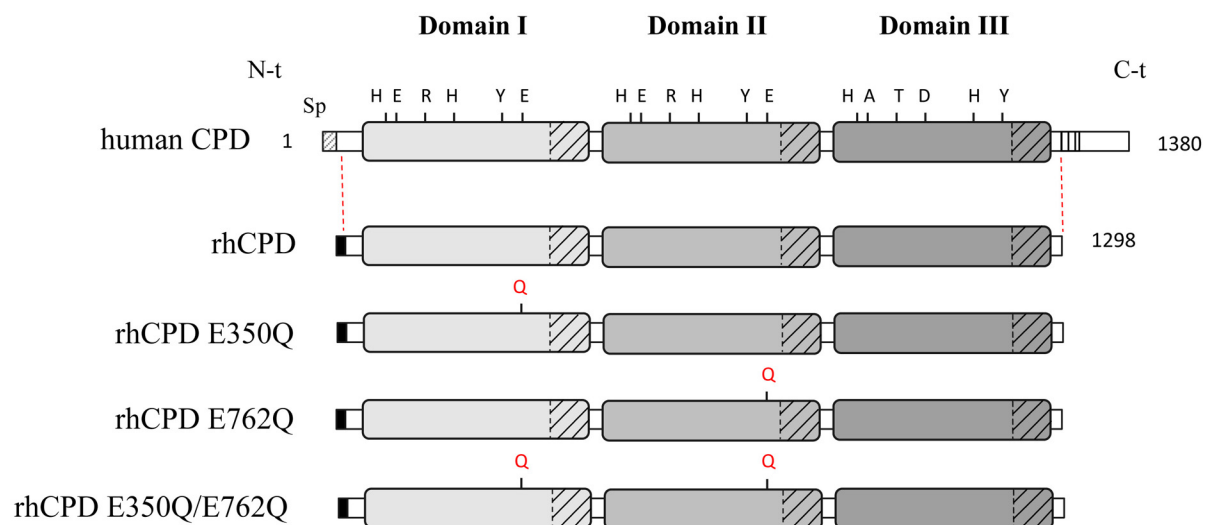 Domain I Domain II Domain III
N-t C-t
Sp H E R H Y E H E R H Y E H A T D H Y
human CPD 1 1380
rhCPD 1298
Q
rhCPD E350Q
Q
rhCPD E762Q
Q Q
rhCPD E350Q/E762Q